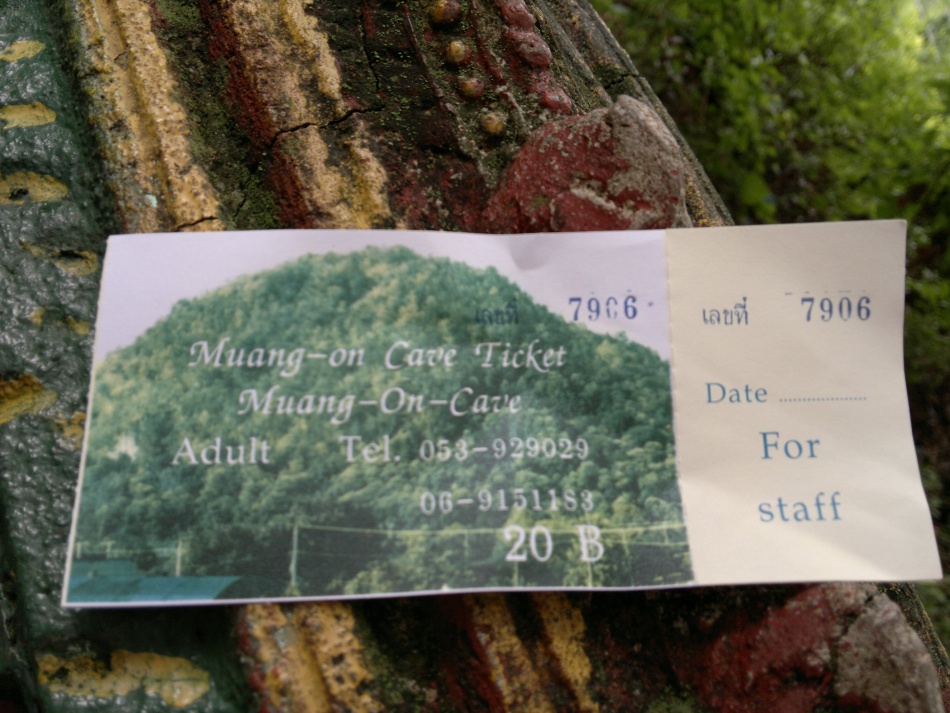 เลขที่ 7906
Muang-on Cave Ticket
Muang-On-Cave
Adult Tel. 053-929029
06-9151183
20 B
เลขที่ 7906
Date ......................
For
staff